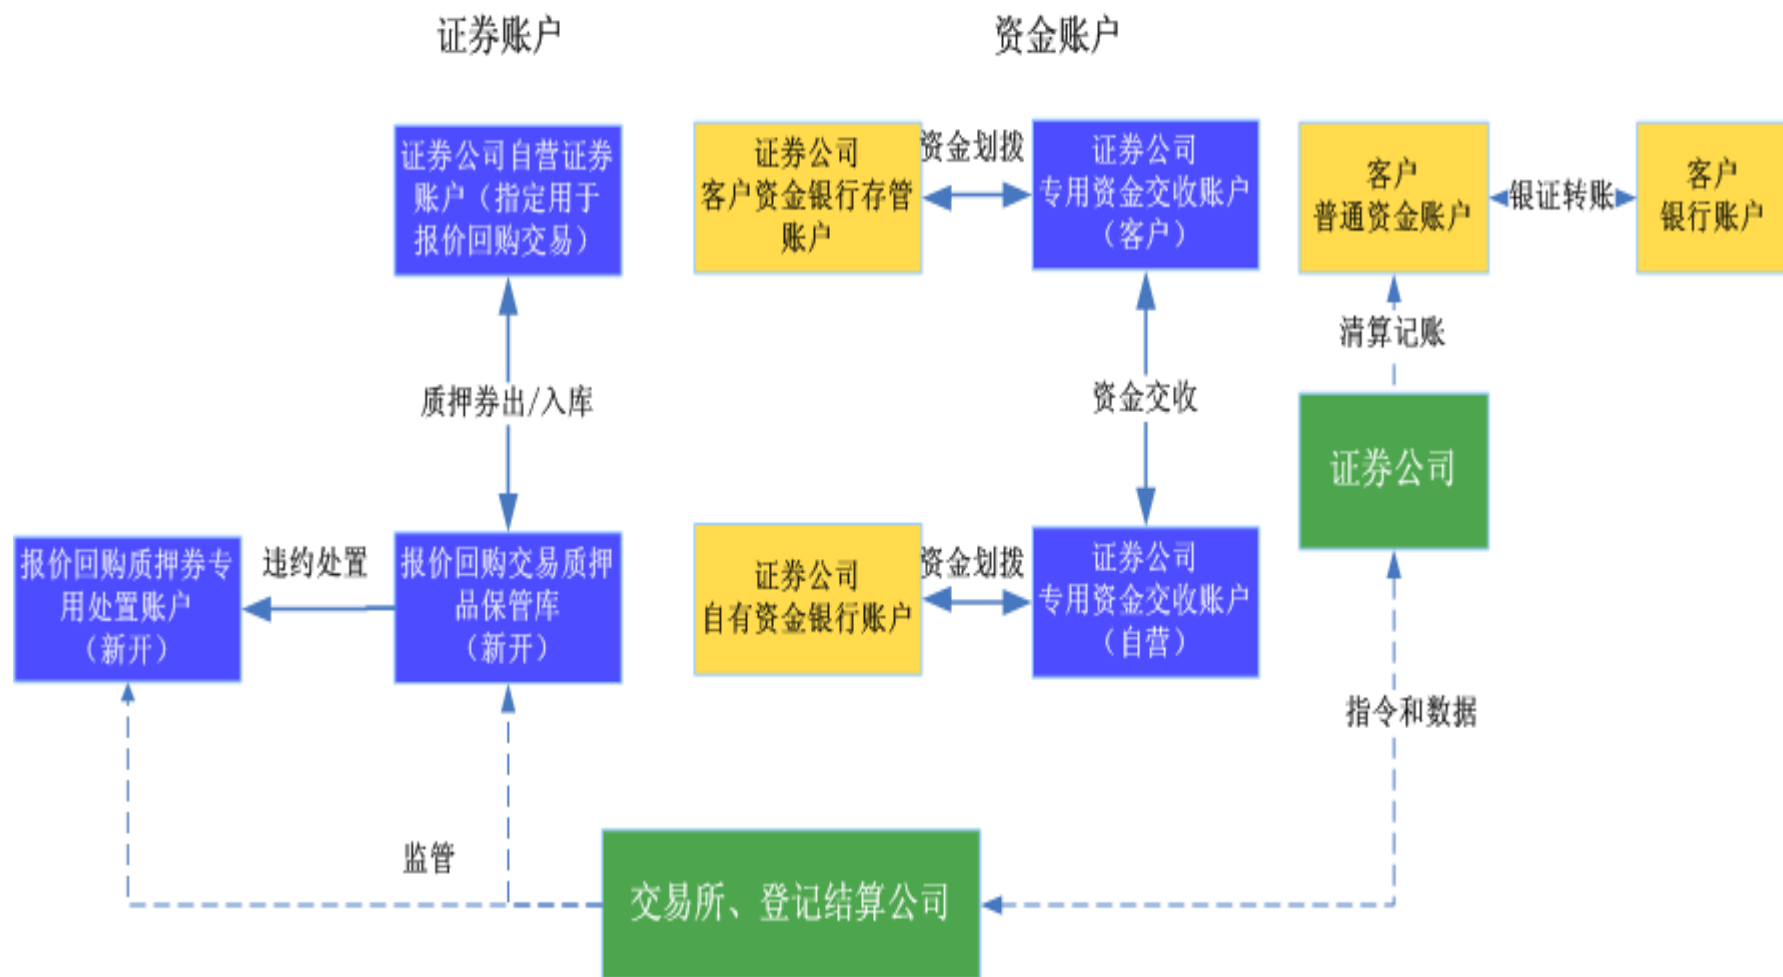 证券账户
资金账户
证券公司自营证券
账户（指定用于
报价回购交易）
证券公司
客户资金银行存管
账户
资金划拨
证券公司
专用资金交收账户
（客户）
客户
普通资金账户
银证转账
客户
银行账户
清算记账
质押券出/入库
资金交收
证券公司
报价回购质押券专
用处置账户
（新开）
违约处置
报价回购交易质押
品保管库
（新开）
证券公司
自有资金银行账户
资金划拨
证券公司
专用资金交收账户
（自营）
指令和数据
监管
交易所、登记结算公司